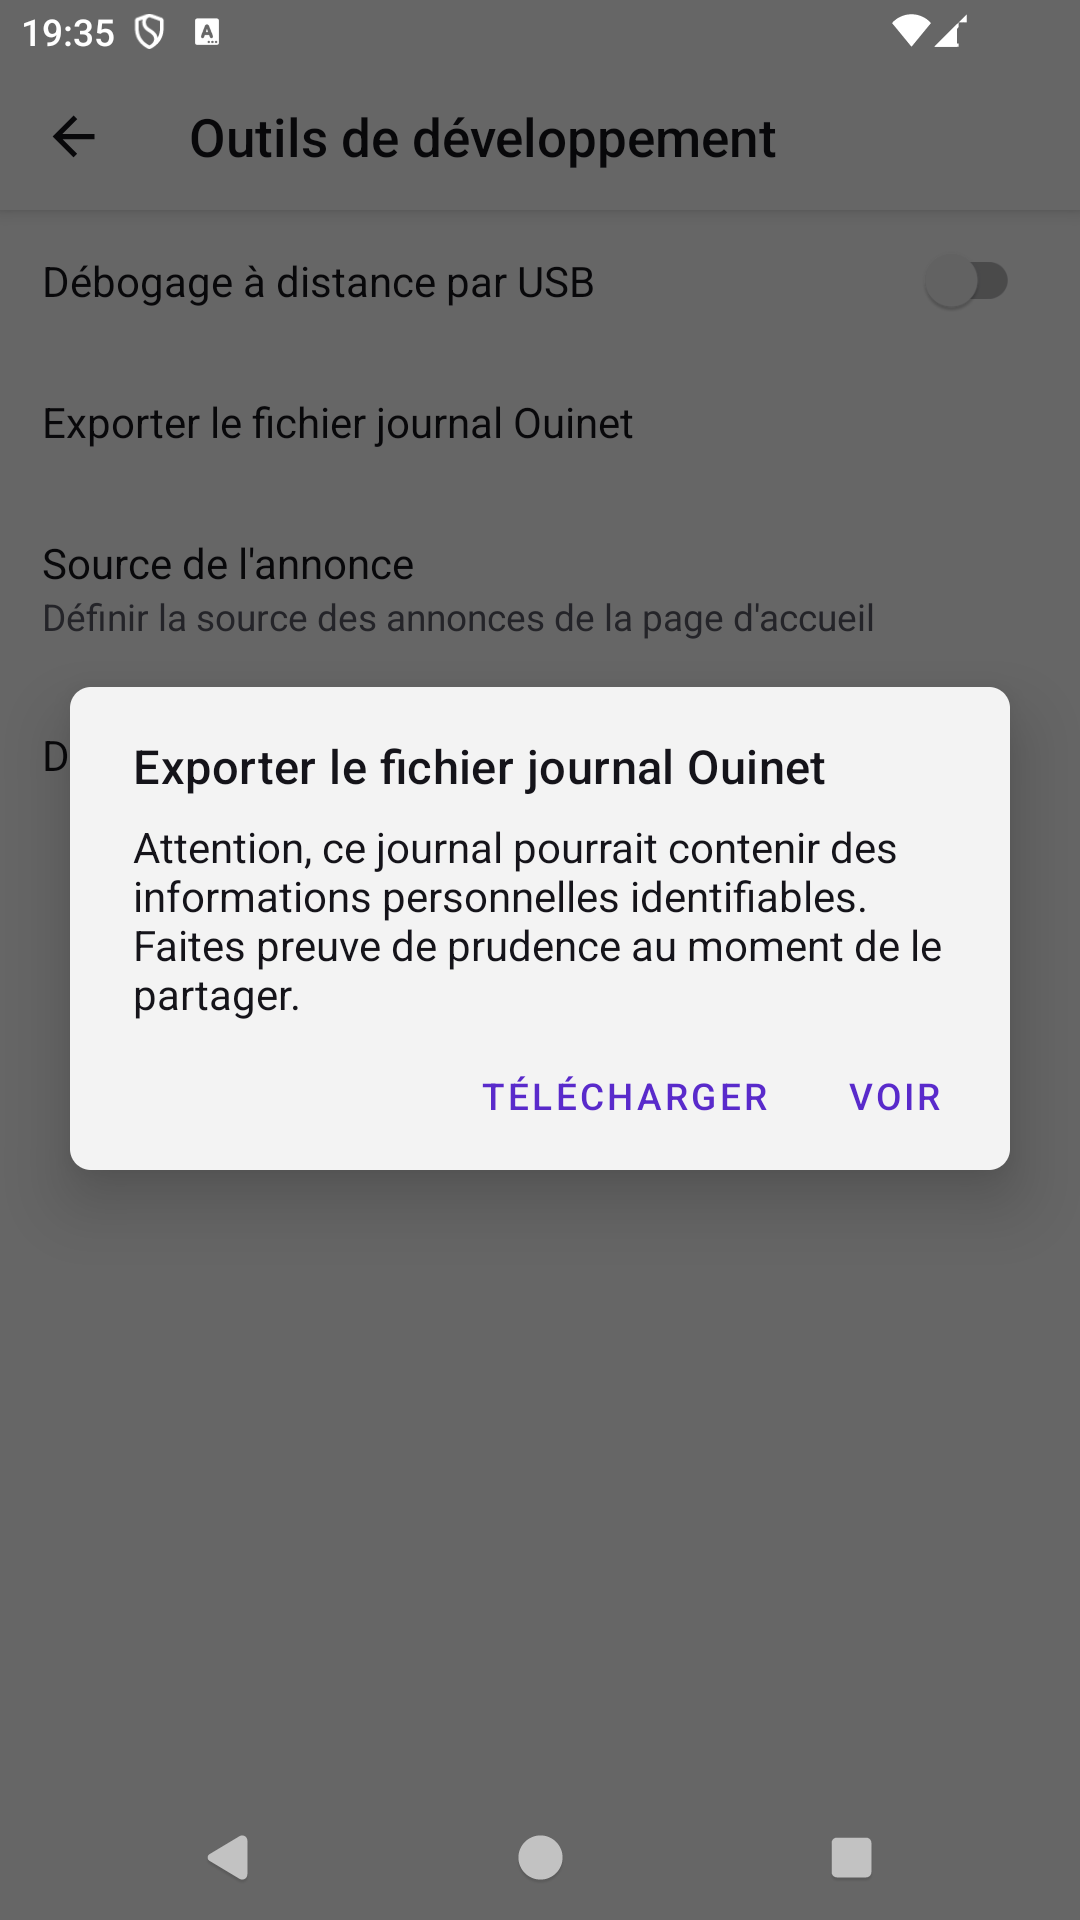 19:35
Outils de développement
Débogage à distance par USB
Exporter le fichier journal Ouinet
Source de l'annonce
Définir la source des annonces de la page d'accueil
D
Exporter le fichier journal Ouinet
Attention, ce journal pourrait contenir des
informations personnelles identifiables.
Faites preuve de prudence au moment de le
partager.
TÉLÉCHARGER VOIR